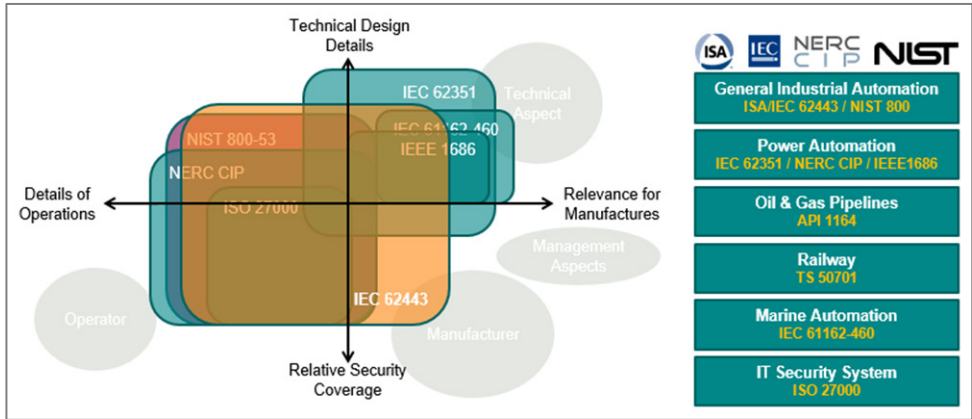 Technical Design
Details
IEC 62351
Technical
Aspect
IEC 61162-460
NIST 800-53
IEEE 1686
NERC CIP
Details of
Operations
ISO 27000
Relevance for
Manufactures
Management
Aspects
IEC 62443
Operator
Manufacturer
Relative Security
Coverage
ISA
IEC
NERC
CIP
NIST
General Industrial Automation
ISA/IEC 62443 / NIST 800
Power Automation
IEC 62351 / NERC CIP / IEEE1686
Oil & Gas Pipelines
API 1164
Railway
TS 50701
Marine Automation
IEC 61162-460
IT Security System
ISO 27000